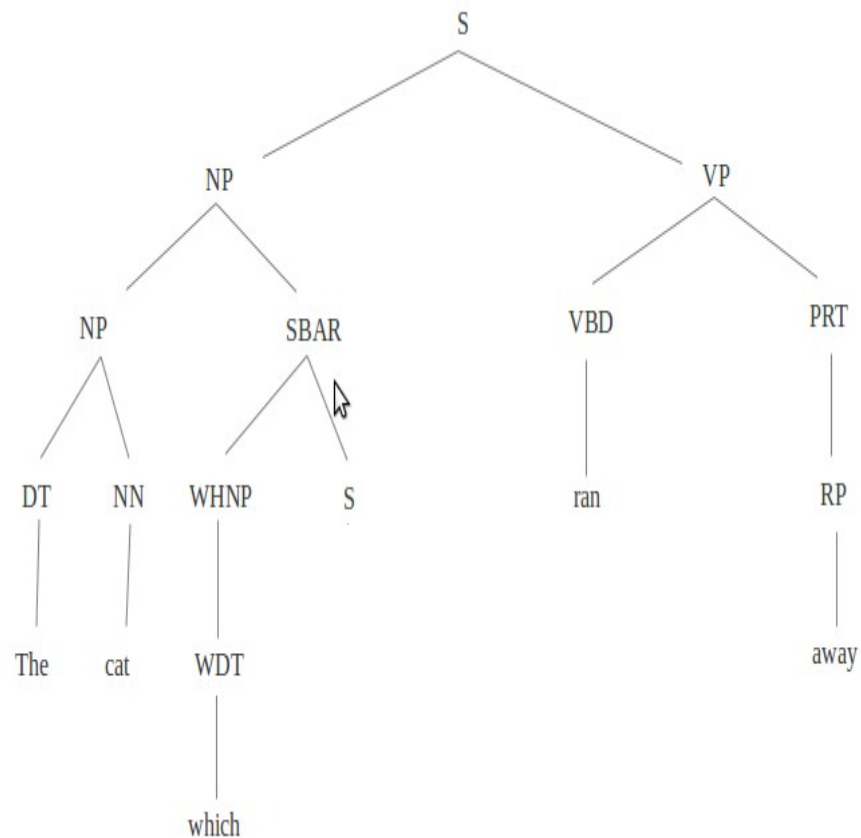 S
NP VP
NP SBAR VBD PRT
DT NN WHNP S ran RP
The cat WDT away
which